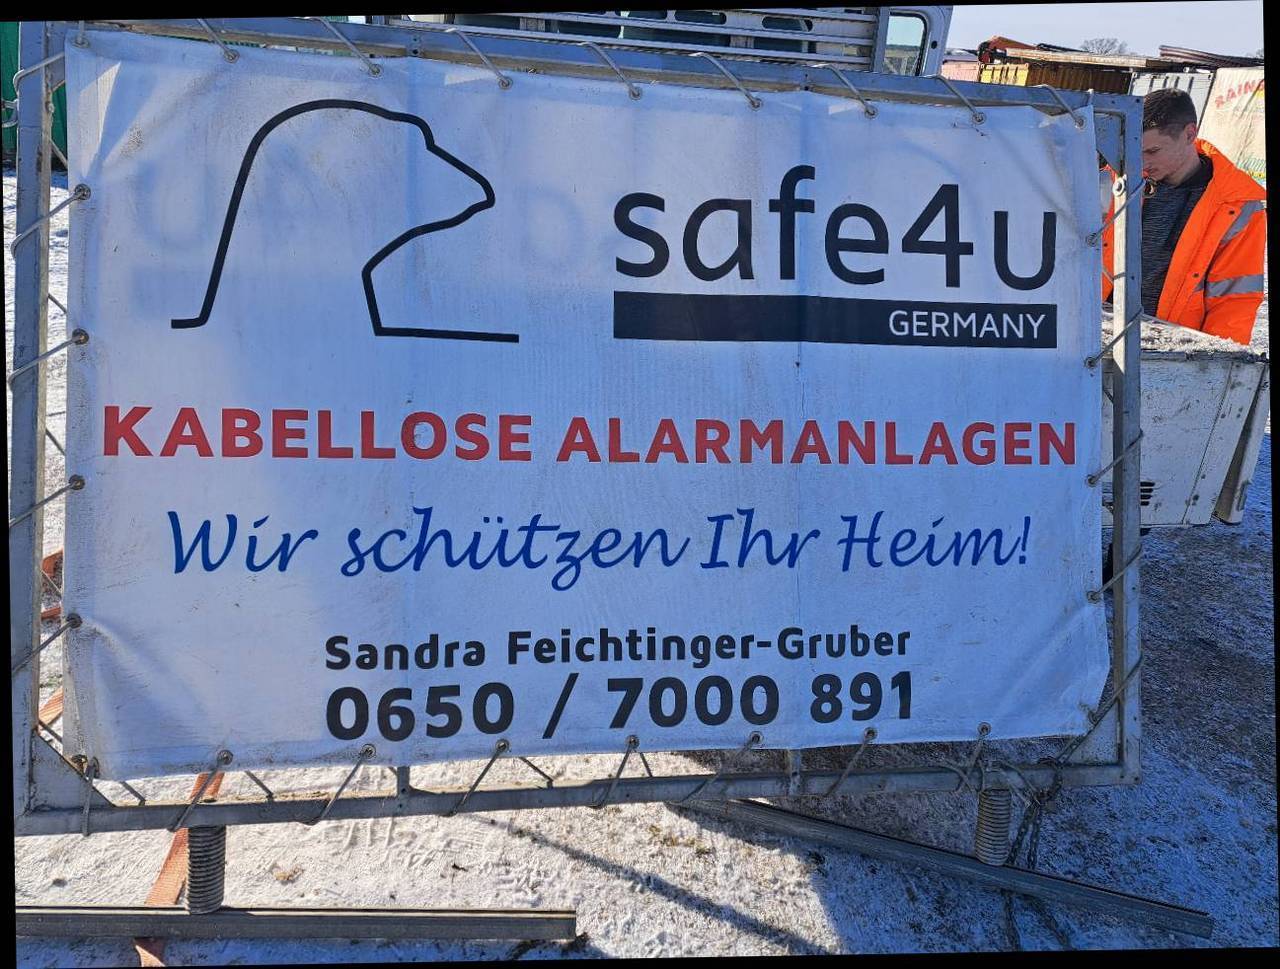 safe4u
GERMANY
KABELLOSE ALARMANLAGEN
Wir schützen Ihr Heim!
Sandra Feichtinger-Gruber
0650 / 7000 891